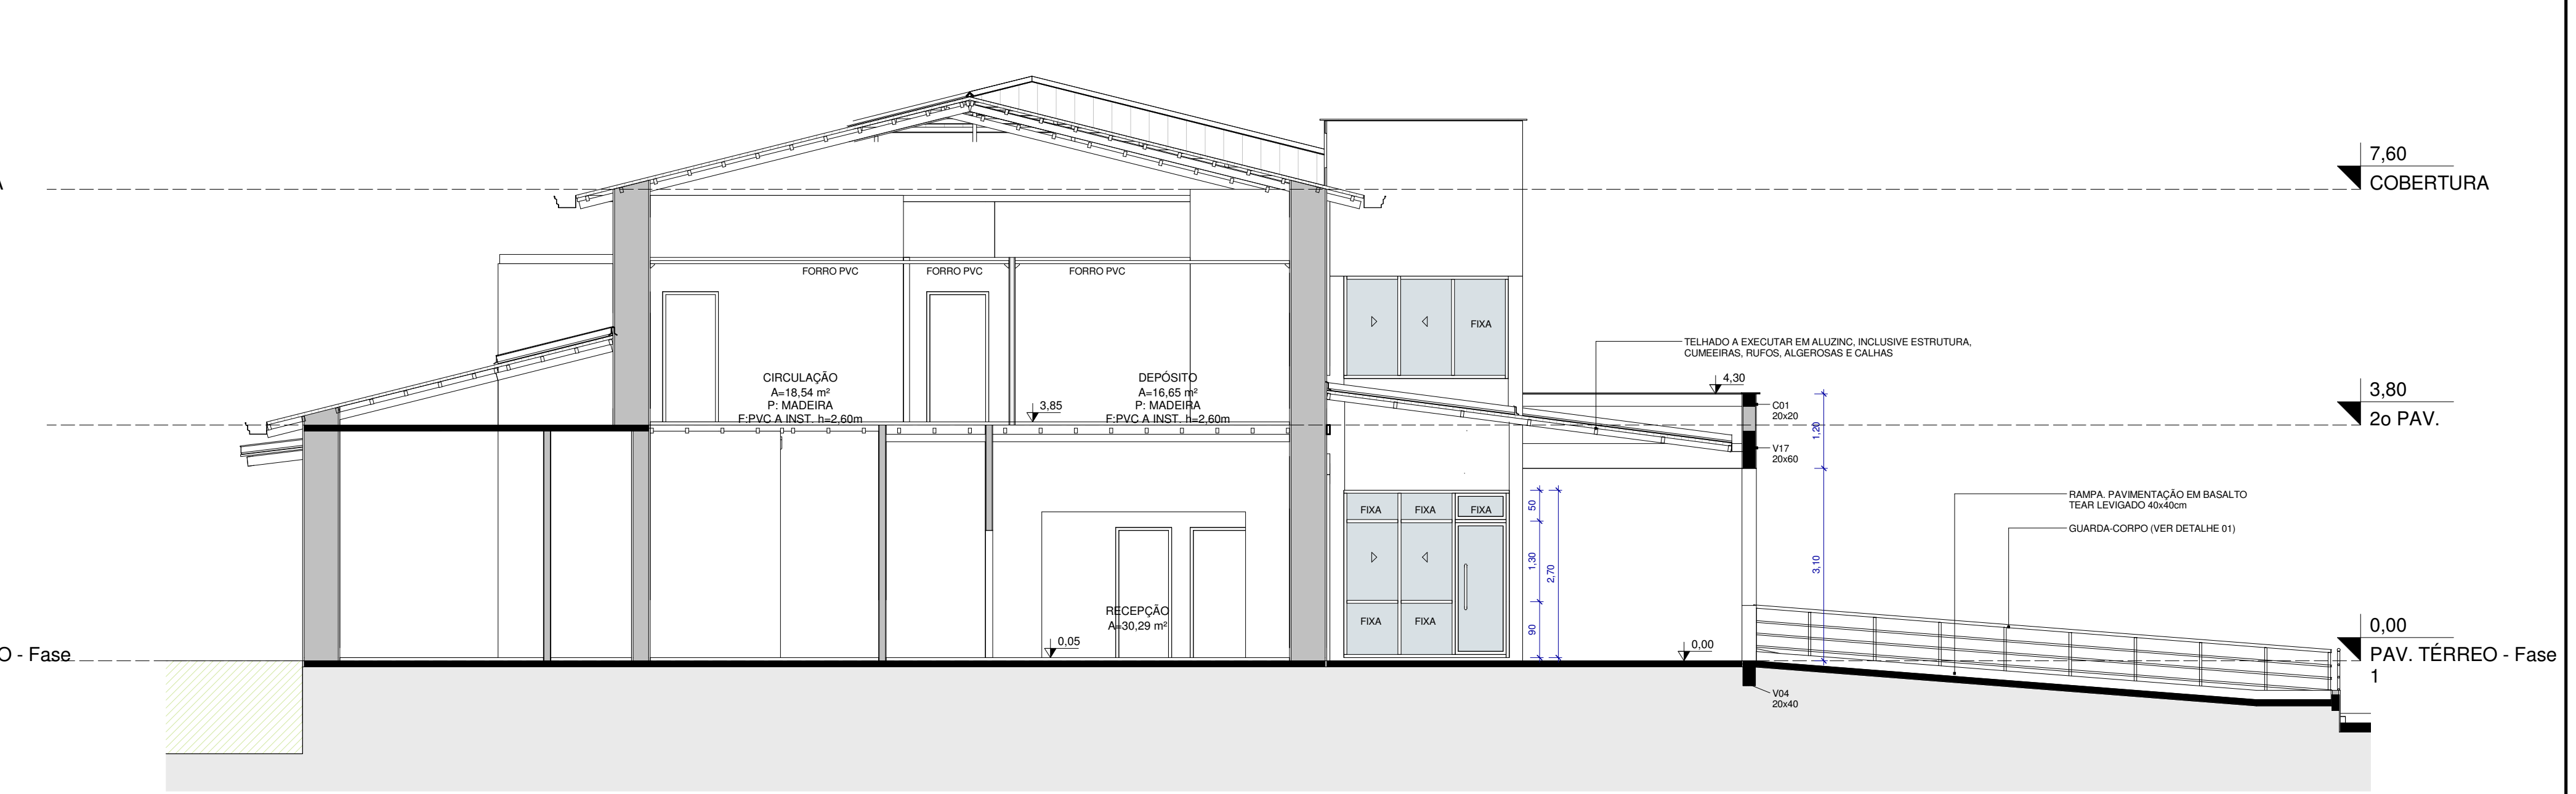 7,60
A
COBERTURA
FORRO PVC
FORRO PVC
FORRO PVC
FIXA
TELHADO A EXECUTAR EM ALUZINC, INCLUSIVE ESTRUTURA,
CUMEEIRAS, RUFOS, ALGEROSAS E CALHAS
CIRCULAÇÃO
A=18,54 m²
P: MADEIRA
F:PVC A INST. h=2,60m
3,85
DEPÓSITO
A=16,65 m²
P: MADEIRA
F:PVC A INST. h=2,60m
4,30
C01
20x20
1,20
V17
20x60
3,80
2o PAV.
FIXA
FIXA
FIXA
50
1,30
2,70
90
3,10
RAMPA. PAVIMENTAÇÃO EM BASALTO
TEAR LEVIGADO 40x40cm
GUARDA-CORPO (VER DETALHE 01)
RECEPÇÃO
A=30,29 m²
0,05
FIXA
FIXA
0,00
V04
20x40
0,00
PAV. TÉRREO - Fase
1
O - Fase